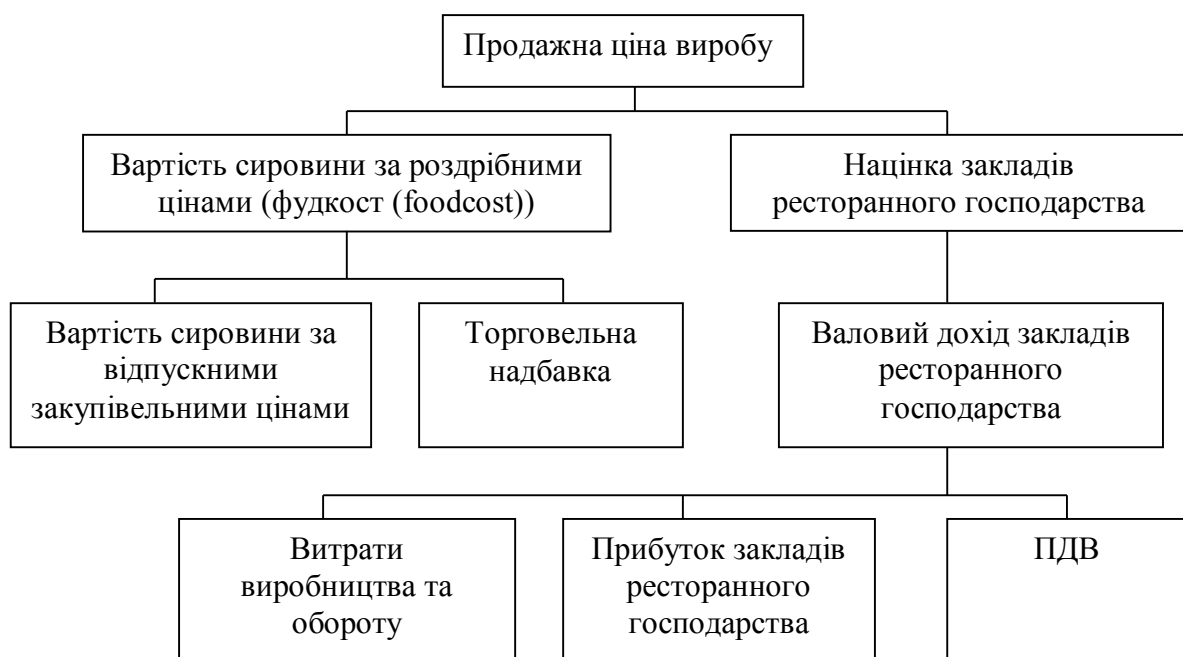 Продажна ціна виробу
Вартість сировини за роздрібними
цінами (фудкост (foodcost))
Націнка закладів
ресторанного господарства
Вартість сировини за
відпускними
закупівельними цінами
Торговельна
надбавка
Валовий дохід закладів
ресторанного
господарства
Витрати
виробництва та
обороту
Прибуток закладів
ресторанного
господарства
ПДВ